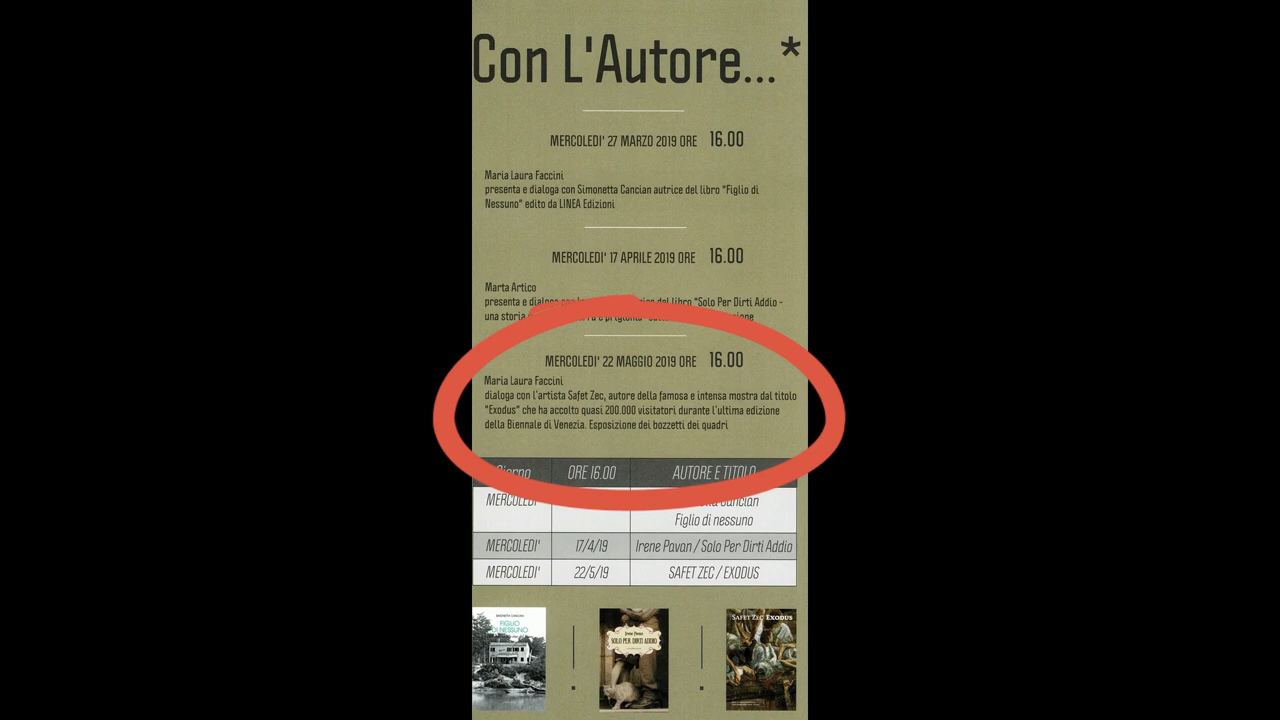 Con L'Autore...*
MERCOLEDI' 27 MARZO 2019 ORE 16.00
Maria Laura Faccini
presenta e dialoga con Simonetta Cancian autrice del libro "Figlio di
Nessuno" edito da LINEA Edizioni
MERCOLEDI' 17 APRILE 2019 ORE 16.00
Marta Artico
presenta e dialoga del libro "Solo Per Dirti Addio -
una storia
MERCOLEDI' 22 MAGGIO 2019 ORE 16.00
Maria Laura Faccini
dialoga con l'artista Safet Zec, autore della famosa e intensa mostra dal titolo
"Exodus" che ha accolto quasi 200.000 visitatori durante l'ultima edizione
della Biennale di Venezia. Esposizione dei bozzetti dei quadri
Giorno ORE 16.00 AUTORE E TITOLO
MERCOLEDI' Cancian
Figlio di nessuno
MERCOLEDI' 17/4/19 Irene Pavan / Solo Per Dirti Addio
MERCOLEDI' 22/5/19 SAFET ZEC / EXODUS
SIMONETTA CANCIAN
FIGLIO
DI NESSUNO
Irene Pavan
SOLO PER DIRTI ADDIO
SAFET ZEC EXODUS